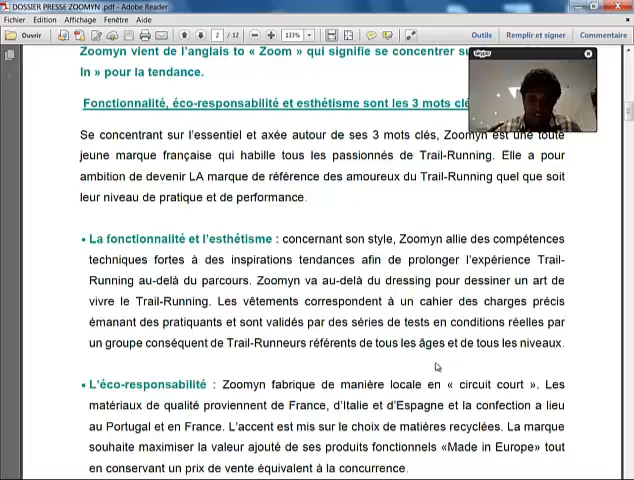 DOSSIER PRESSE ZOOMYN .pdf - Adobe Reader
Fichier Edition Affichage Fenêtre Aide
Ouvrir 2 / 12 133% Outils Remplir et signer Commentaire
Zoomyn vient de l'anglais to « Zoom » qui signifie se concentrer
In » pour la tendance.
skype
Fonctionnalité, éco-responsabilité et esthétisme sont les 3 mots
Se concentrant sur l'essentiel et axée autour de ses 3 mots clés, Zoomyn est une toute
jeune marque française qui habille tous les passionnés de Trail-Running. Elle a pour
ambition de devenir LA marque de référence des amoureux du Trail-Running quel que soit
leur niveau de pratique et de performance.
• La fonctionnalité et l'esthétisme : concernant son style, Zoomyn allie des compétences
techniques fortes à des inspirations tendances afin de prolonger l'expérience Trail-
Running au-delà du parcours. Zoomyn va au-delà du dressing pour dessiner un art de
vivre le Trail-Running. Les vêtements correspondent à un cahier des charges précis
émanant des pratiquants et sont validés par des séries de tests en conditions réelles par
un groupe conséquent de Trail-Runneurs référents de tous les âges et de tous les niveaux.
• L'éco-responsabilité : Zoomyn fabrique de manière locale en « circuit court ». Les
matériaux de qualité proviennent de France, d'Italie et d'Espagne et la confection a lieu
au Portugal et en France. L'accent est mis sur le choix de matières recyclées. La marque
souhaite maximiser la valeur ajouté de ses produits fonctionnels «Made in Europe» tout
en conservant un prix de vente équivalent à la concurrence.